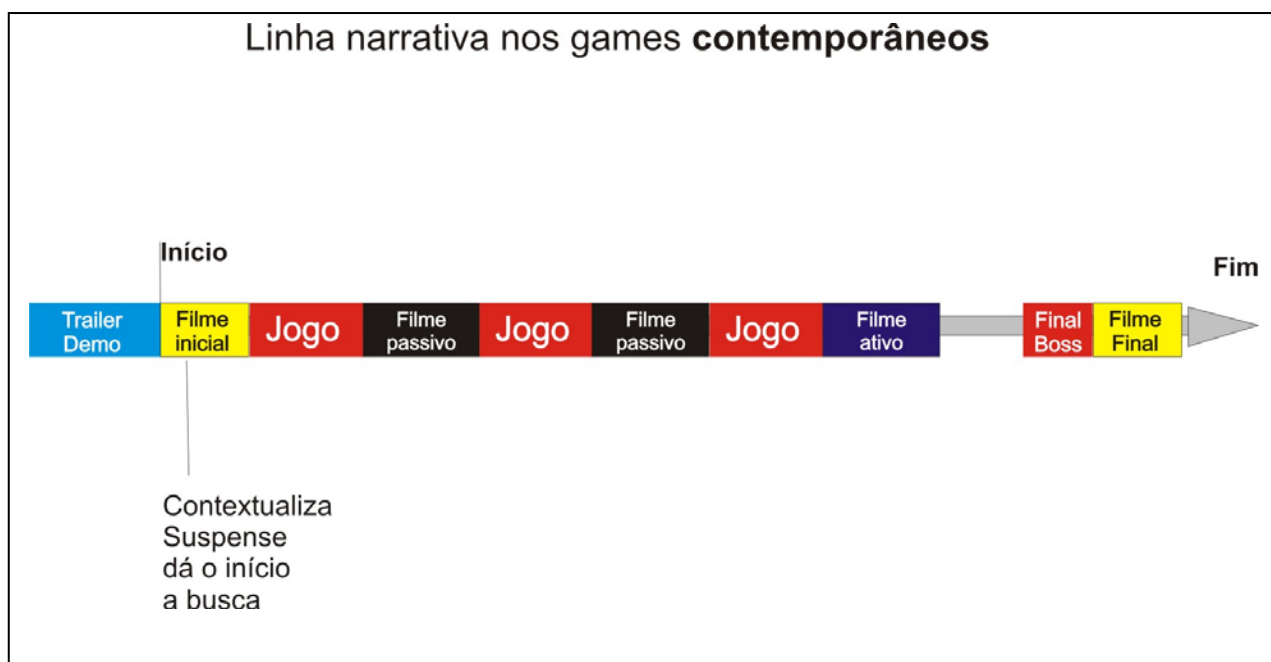 Linha narrativa nos games contemporâneos
Início
Fim
Trailer
Demo
Filme
inicial
Jogo
Filme
passivo
Jogo
Filme
passivo
Jogo
Filme
ativo
Final
Boss
Filme
Final
Contextualiza
Suspense
dá o início
a busca